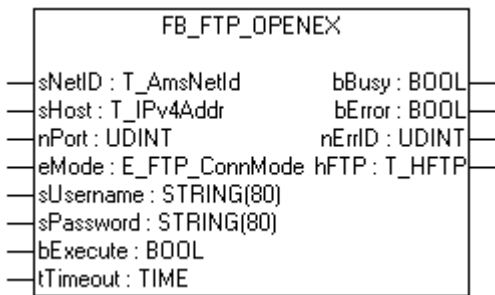 FB_FTP_OPENEX
sNetID : T_AmsNetId bBusy : BOOL
sHost : T_IPv4Addr bError : BOOL
nPort : UDINT nErrID : UDINT
eMode : E_FTP_ConnMode hFTP : T_HFTP
sUsername : STRING(80)
sPassword : STRING(80)
bExecute : BOOL
tTimeout : TIME